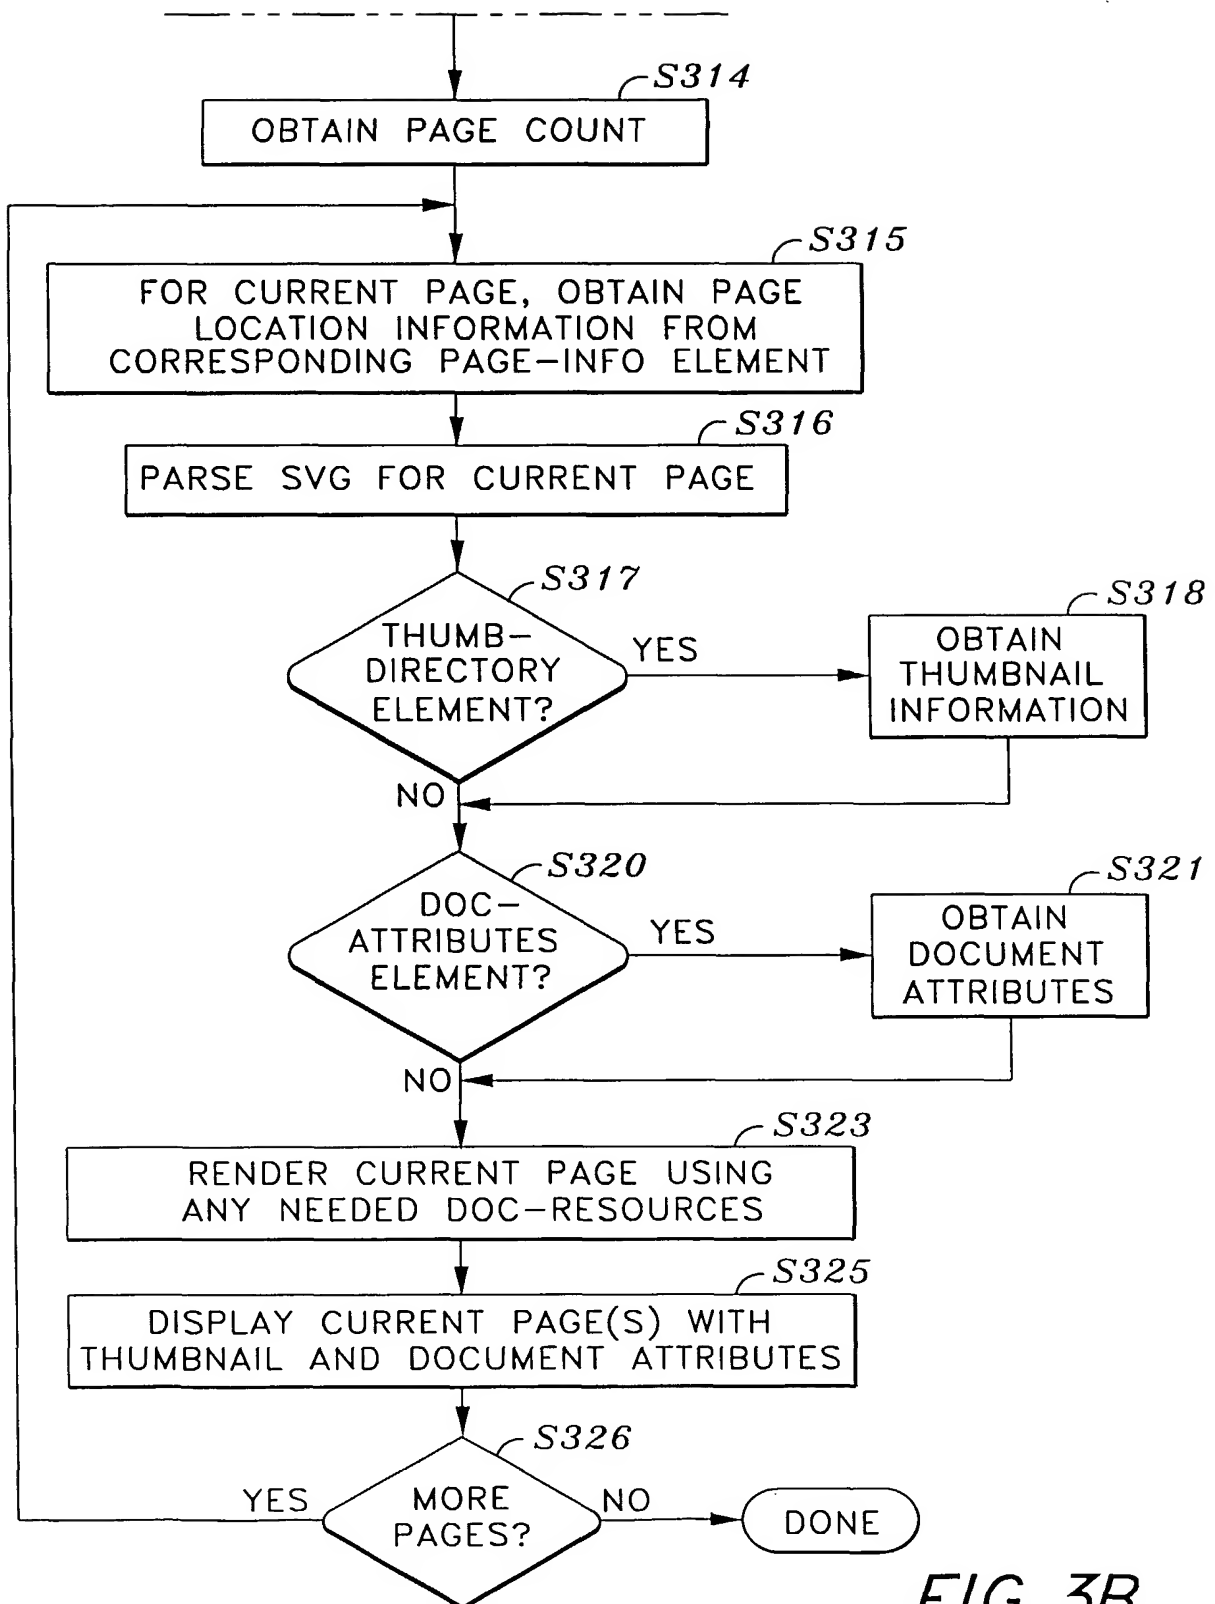 S314
OBTAIN PAGE COUNT
S315
FOR CURRENT PAGE, OBTAIN PAGE
LOCATION INFORMATION FROM
CORRESPONDING PAGE-INFO ELEMENT
S316
PARSE SVG FOR CURRENT PAGE
S317
THUMB-
DIRECTORY
ELEMENT?
YES
S318
OBTAIN
THUMBNAIL
INFORMATION
NO
S320
DOC-
ATTRIBUTES
ELEMENT?
YES
S321
OBTAIN
DOCUMENT
ATTRIBUTES
NO
S323
RENDER CURRENT PAGE USING
ANY NEEDED DOC-RESOURCES
S325
DISPLAY CURRENT PAGE(S) WITH
THUMBNAIL AND DOCUMENT ATTRIBUTES
S326
YES
MORE
PAGES?
NO
DONE
FIG. 3B